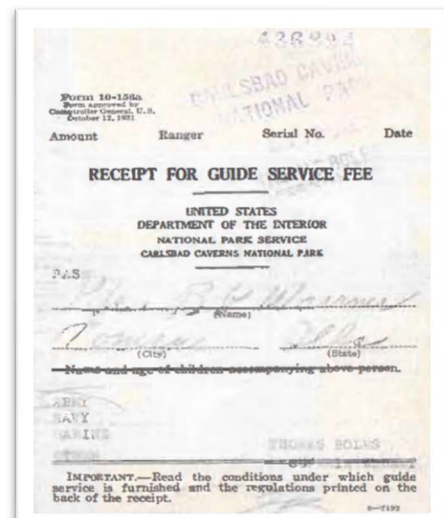 CARLSBAD CAVERNS
NATIONAL PARK
Form 10-158a
Form approved by
Comptroller General, U. S.
October 12, 1931
Amount Ranger Serial No. Date
RECEIPT FOR GUIDE SERVICE FEE
UNITED STATES
DEPARTMENT OF THE INTERIOR
NATIONAL PARK SERVICE
CARLSBAD CAVERNS NATIONAL PARK
(Name)
(City) (State)
Name and age of children accompanying above person.
ARMY
NAVY
MARINE
THOMAS BOLES
SUPERINTENDENT
IMPORTANT.—Read the conditions under which guide
service is furnished and the regulations printed on the
back of the receipt.